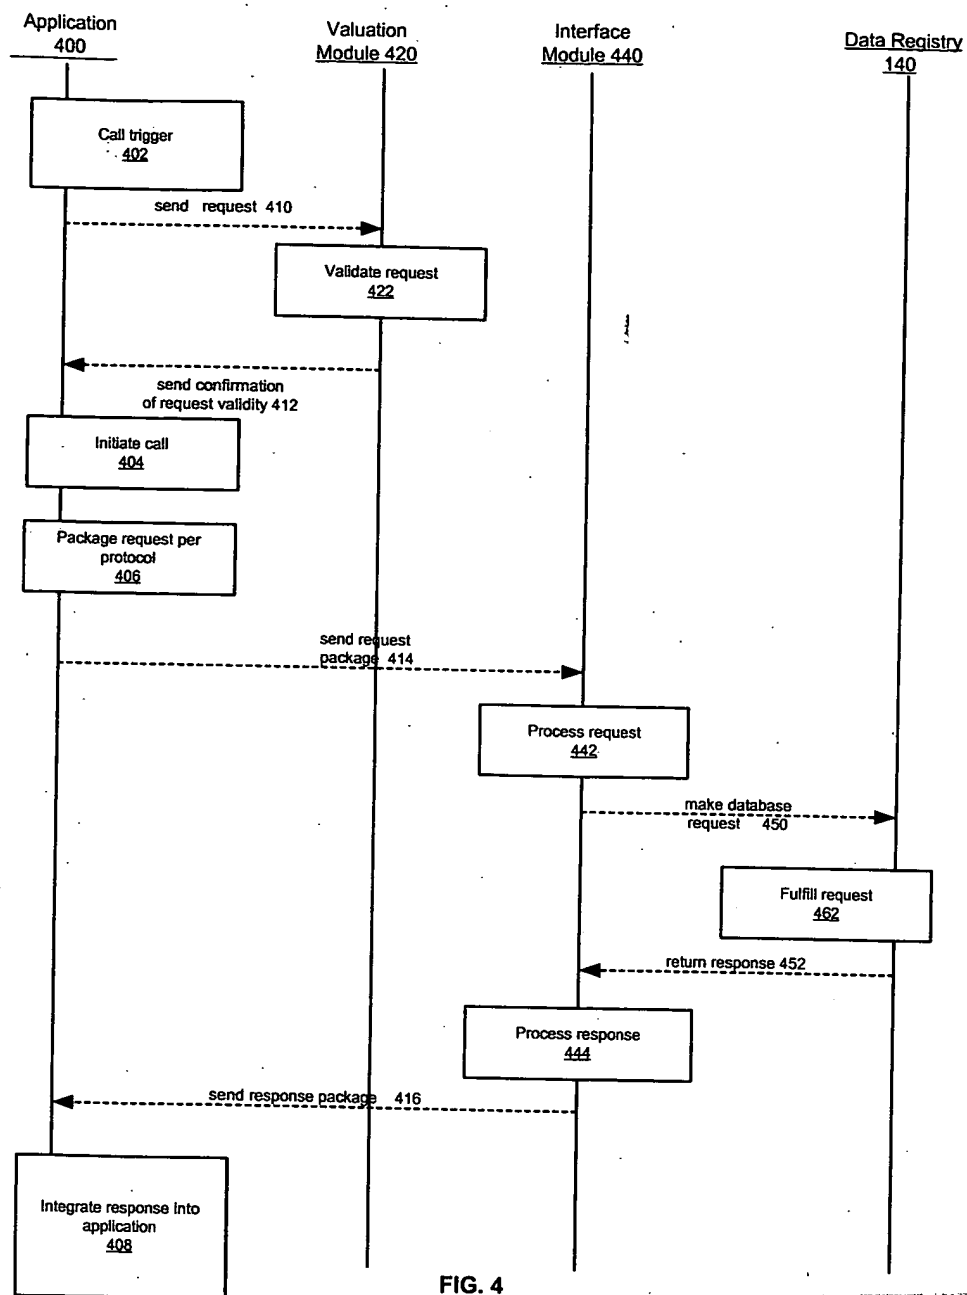 Application
400
Valuation
Module 420
Interface
Module 440
Data Registry
140
Call trigger
402
send request 410
Validate request
422
send confirmation
of request validity 412
Initiate call
404
Package request per
protocol
406
send request
package 414
Process request
442
make database
request 450
Fulfill request
462
return response 452
Process response
444
send response package 416
Integrate response into
application
408
FIG. 4